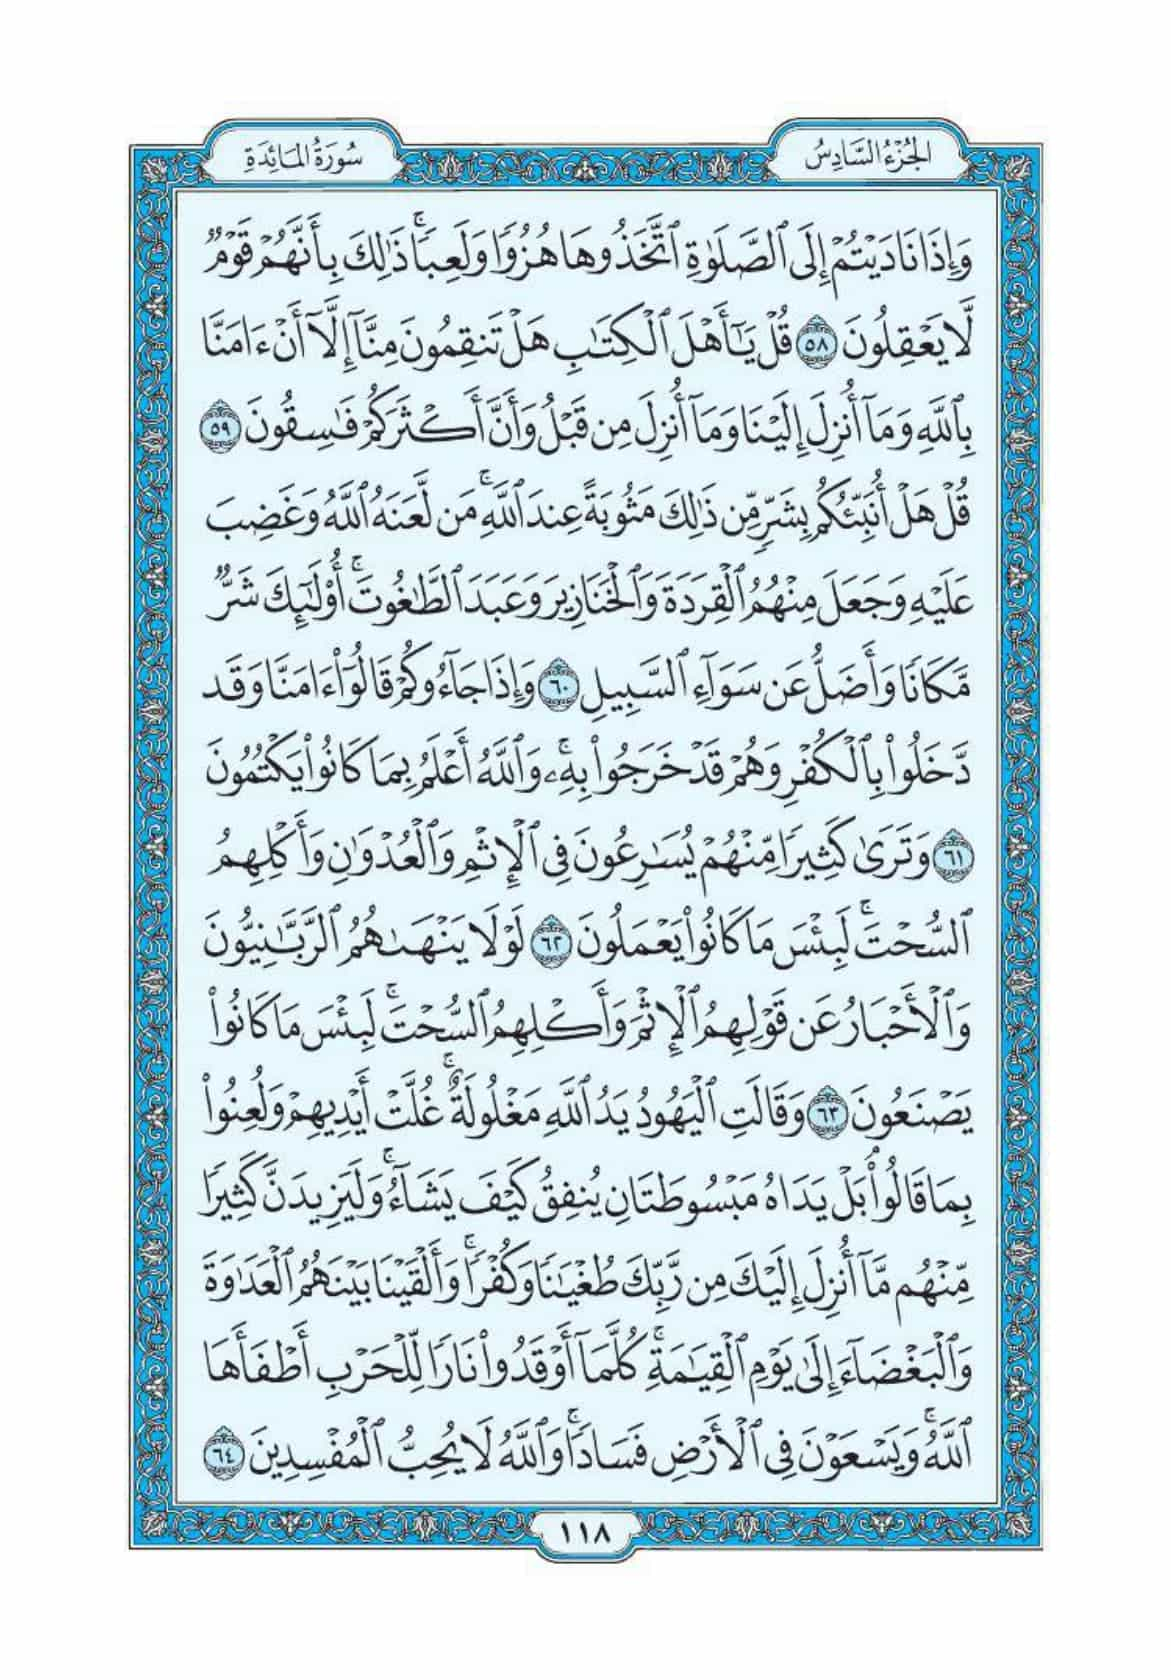 الجُزْءُ السَّادِسُ
سُورَةُ المَائِدَةِ
وَإِذَا نَادَيْتُمْ إِلَى ٱلصَّلَوٰةِ ٱتَّخَذُوهَا هُزُوًا وَلَعِبًا ۚ ذَٰلِكَ بِأَنَّهُمْ قَوْمٌ
لَّا يَعْقِلُونَ ٥٨ قُلْ يَـٰٓأَهْلَ ٱلْكِتَـٰبِ هَلْ تَنقِمُونَ مِنَّآ إِلَّآ أَنْ ءَامَنَّا
بِٱللَّهِ وَمَآ أُنزِلَ إِلَيْنَا وَمَآ أُنزِلَ مِن قَبْلُ وَأَنَّ أَكْثَرَكُمْ فَـٰسِقُونَ ٥٩
قُلْ هَلْ أُنَبِّئُكُم بِشَرٍّ مِّن ذَٰلِكَ مَثُوبَةً عِندَ ٱللَّهِ ۚ مَن لَّعَنَهُ ٱللَّهُ وَغَضِبَ
عَلَيْهِ وَجَعَلَ مِنْهُمُ ٱلْقِرَدَةَ وَٱلْخَنَازِيرَ وَعَبَدَ ٱلطَّـٰغُوتَ ۚ أُو۟لَـٰٓئِكَ شَرٌّ
مَّكَانًا وَأَضَلُّ عَن سَوَآءِ ٱلسَّبِيلِ ٦٠ وَإِذَا جَآءُوكُمْ قَالُوٓا۟ ءَامَنَّا وَقَد
دَّخَلُوا۟ بِٱلْكُفْرِ وَهُمْ قَدْ خَرَجُوا۟ بِهِۦ ۚ وَٱللَّهُ أَعْلَمُ بِمَا كَانُوا۟ يَكْتُمُونَ
٦١ وَتَرَىٰ كَثِيرًا مِّنْهُمْ يُسَـٰرِعُونَ فِى ٱلْإِثْمِ وَٱلْعُدْوَٰنِ وَأَكْلِهِمُ
ٱلسُّحْتَ ۚ لَبِئْسَ مَا كَانُوا۟ يَعْمَلُونَ ٦٢ لَوْلَا يَنْهَىٰهُمُ ٱلرَّبَّـٰنِيُّونَ
وَٱلْأَحْبَارُ عَن قَوْلِهِمُ ٱلْإِثْمَ وَأَكْلِهِمُ ٱلسُّحْتَ ۚ لَبِئْسَ مَا كَانُوا۟
يَصْنَعُونَ ٦٣ وَقَالَتِ ٱلْيَهُودُ يَدُ ٱللَّهِ مَغْلُولَةٌ ۚ غُلَّتْ أَيْدِيهِمْ وَلُعِنُوا۟
بِمَا قَالُوا۟ ۘ بَلْ يَدَاهُ مَبْسُوطَتَانِ يُنفِقُ كَيْفَ يَشَآءُ ۚ وَلَيَزِيدَنَّ كَثِيرًا
مِّنْهُم مَّآ أُنزِلَ إِلَيْكَ مِن رَّبِّكَ طُغْيَـٰنًا وَكُفْرًا ۚ وَأَلْقَيْنَا بَيْنَهُمُ ٱلْعَدَٰوَةَ
وَٱلْبَغْضَآءَ إِلَىٰ يَوْمِ ٱلْقِيَـٰمَةِ ۚ كُلَّمَآ أَوْقَدُوا۟ نَارًا لِّلْحَرْبِ أَطْفَأَهَا
ٱللَّهُ ۚ وَيَسْعَوْنَ فِى ٱلْأَرْضِ فَسَادًا ۚ وَٱللَّهُ لَا يُحِبُّ ٱلْمُفْسِدِينَ ٦٤
١١٨